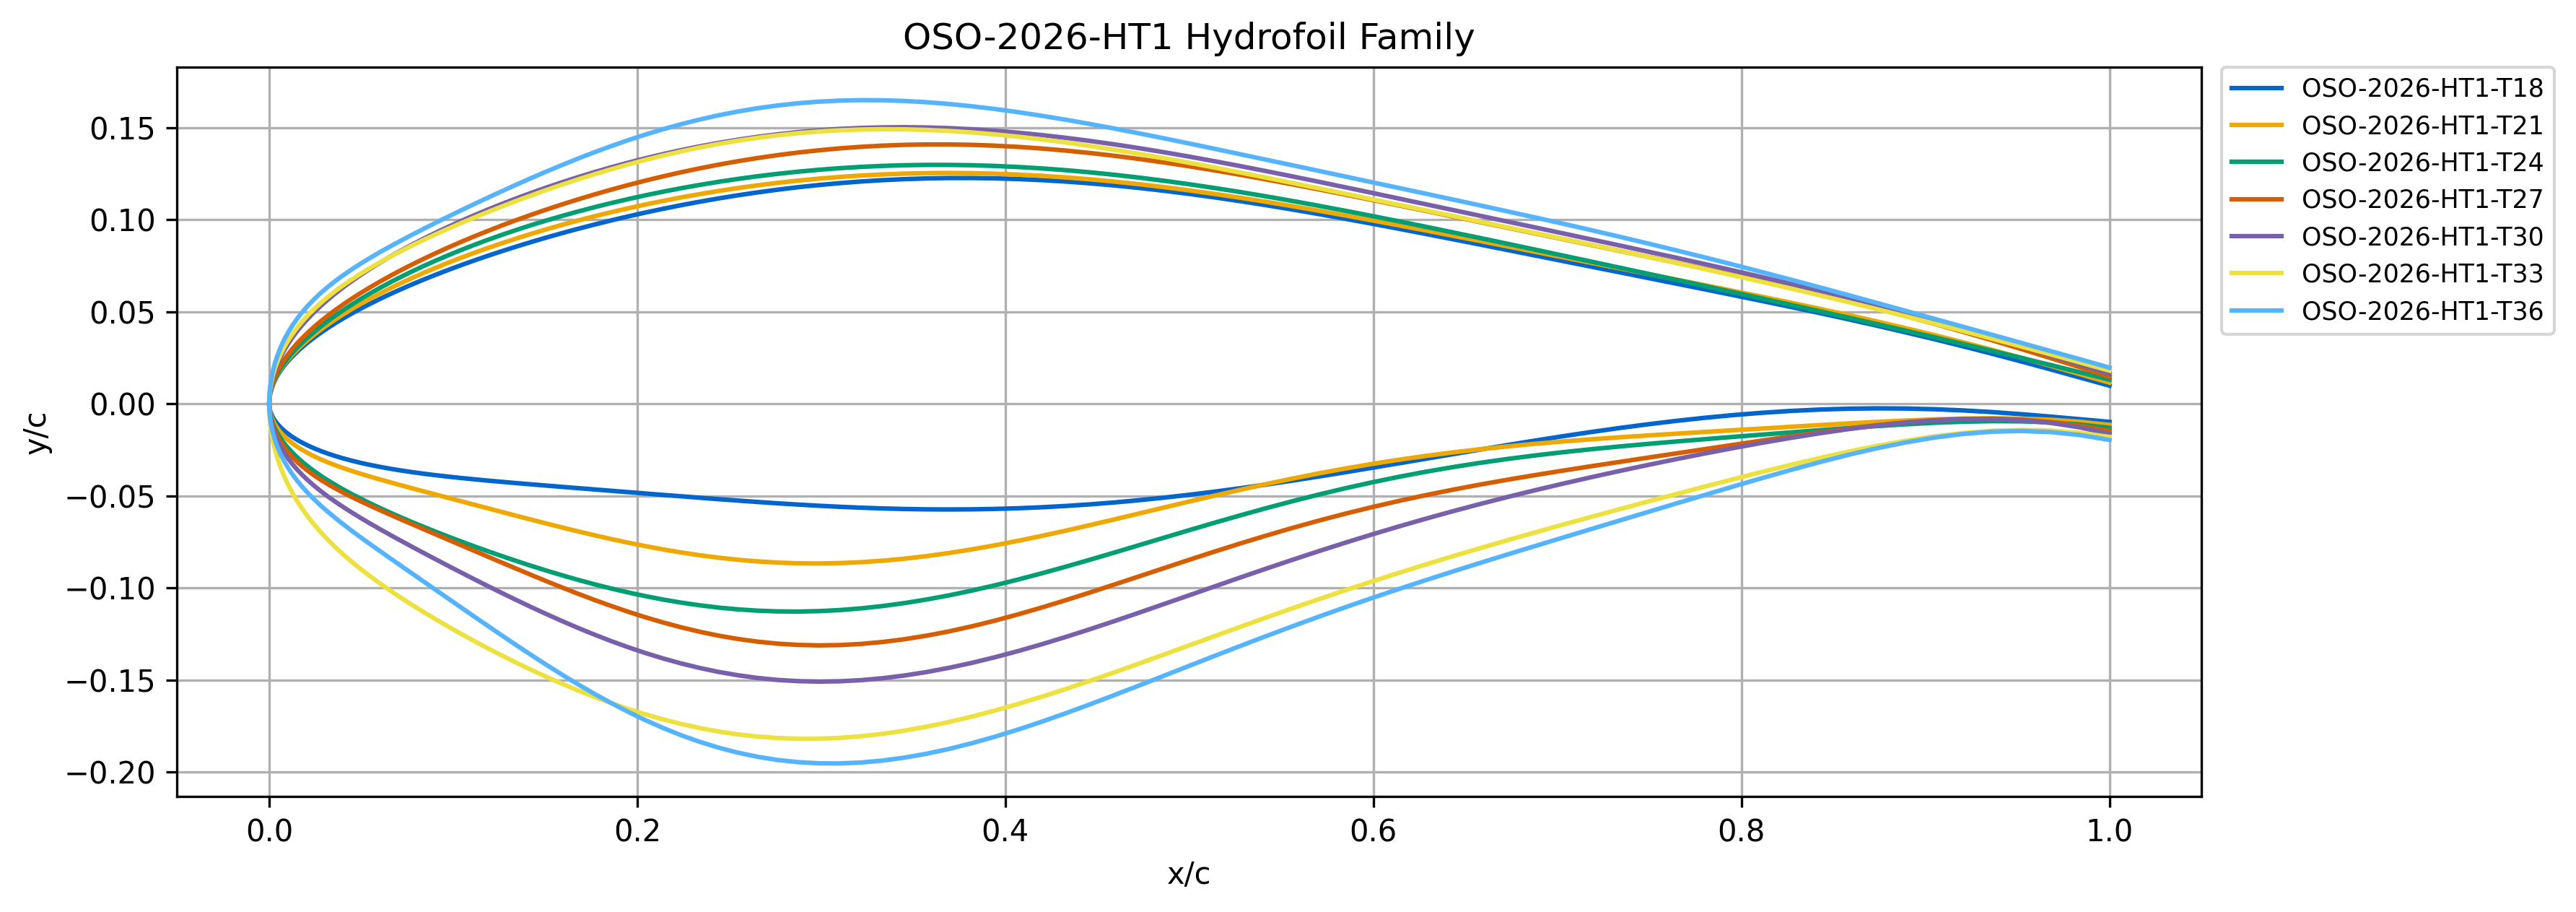 OSO-2026-HT1 Hydrofoil Family
OSO-2026-HT1-T18
OSO-2026-HT1-T21
OSO-2026-HT1-T24
OSO-2026-HT1-T27
OSO-2026-HT1-T30
OSO-2026-HT1-T33
OSO-2026-HT1-T36
y/c
0.15
0.10
0.05
0.00
−0.05
−0.10
−0.15
−0.20
0.0 0.2 0.4 0.6 0.8 1.0
x/c